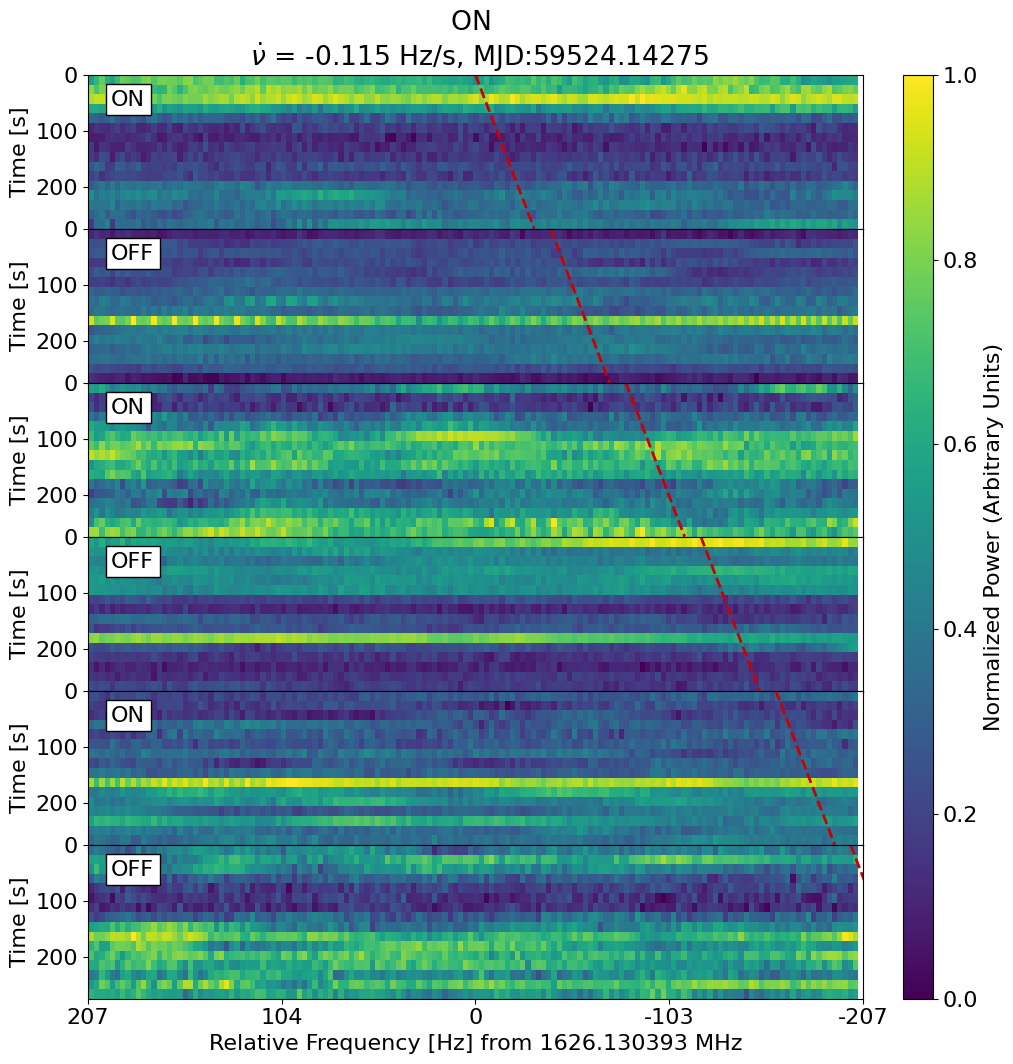 ON
ν̇ = -0.115 Hz/s, MJD:59524.14275
0
100
200
Time [s]
ON
0
100
200
Time [s]
OFF
0
100
200
Time [s]
ON
0
100
200
Time [s]
OFF
0
100
200
Time [s]
ON
0
100
200
Time [s]
OFF
207 104 0 -103 -207
Relative Frequency [Hz] from 1626.130393 MHz
1.0
0.8
0.6
0.4
0.2
0.0
Normalized Power (Arbitrary Units)